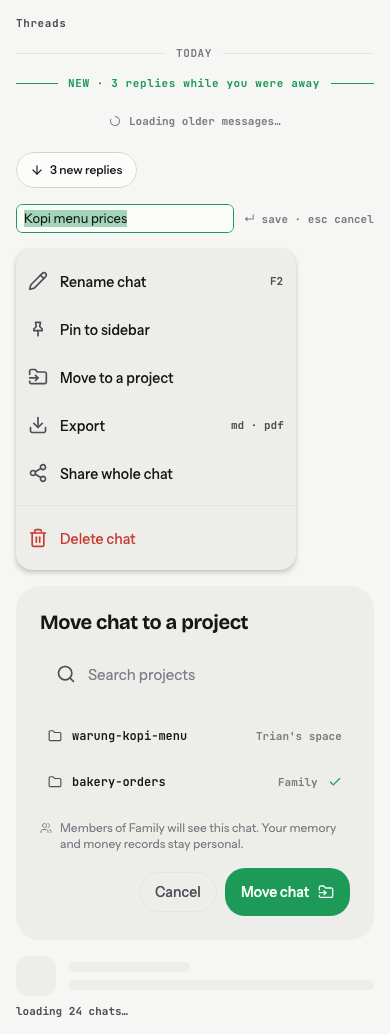 Threads
TODAY
NEW · 3 replies while you were away
Loading older messages…
3 new replies
Kopi menu prices
↵ save · esc cancel
Rename chat F2
Pin to sidebar
Move to a project
Export md · pdf
Share whole chat
Delete chat
Move chat to a project
Search projects
warung-kopi-menu Trian's space
bakery-orders Family
Members of Family will see this chat. Your memory
and money records stay personal.
Cancel
Move chat
loading 24 chats…